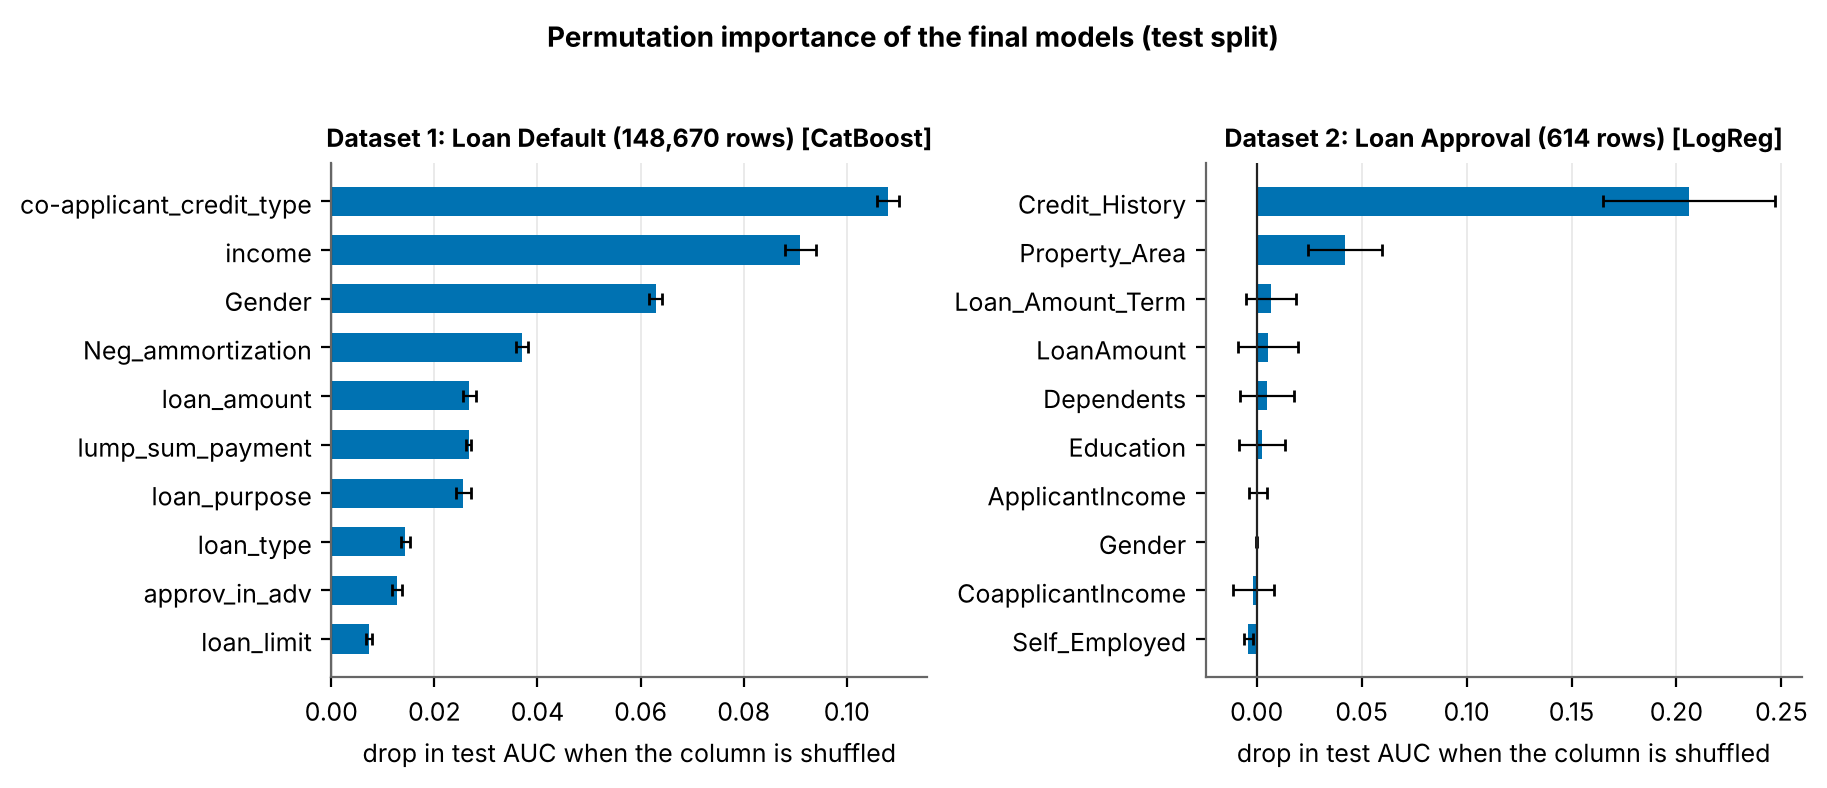 Permutation importance of the final models (test split)
Dataset 1: Loan Default (148,670 rows) [CatBoost]
co-applicant_credit_type
income
Gender
Neg_ammortization
loan_amount
lump_sum_payment
loan_purpose
loan_type
approv_in_adv
loan_limit
0.00 0.02 0.04 0.06 0.08 0.10
drop in test AUC when the column is shuffled
Dataset 2: Loan Approval (614 rows) [LogReg]
Credit_History
Property_Area
Loan_Amount_Term
LoanAmount
Dependents
Education
ApplicantIncome
Gender
CoapplicantIncome
Self_Employed
0.00 0.05 0.10 0.15 0.20 0.25
drop in test AUC when the column is shuffled